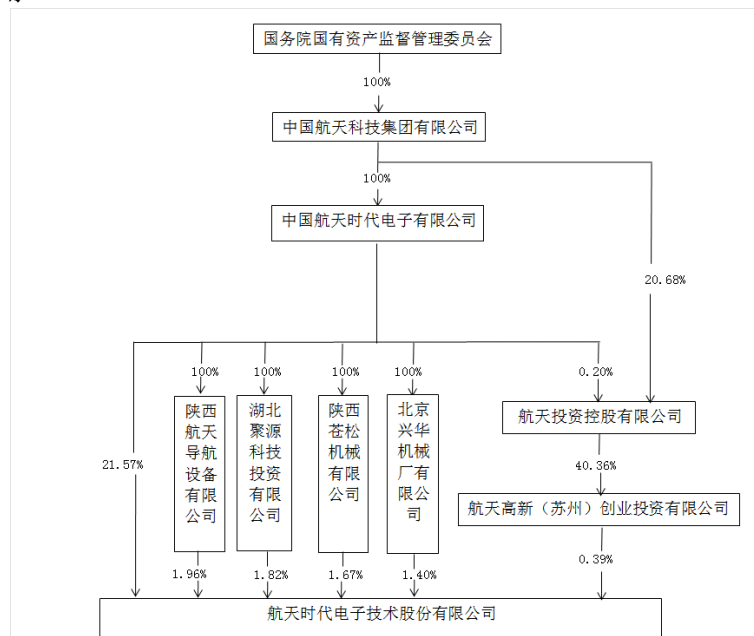 国务院国有资产监督管理委员会
100%
中国航天科技集团有限公司
100%
中国航天时代电子有限公司
20.68%
100%
100%
100%
100%
0.20%
陕西
航天
导航
设备
有限
公司
湖北
聚源
科技
投资
有限
公司
陕西
苍松
机械
有限
公司
北京
兴华
机械
厂有
限公
司
航天投资控股有限公司
21.57%
40.36%
航天高新（苏州）创业投资有限公司
1.96%
1.82%
1.67%
1.40%
0.39%
航天时代电子技术股份有限公司